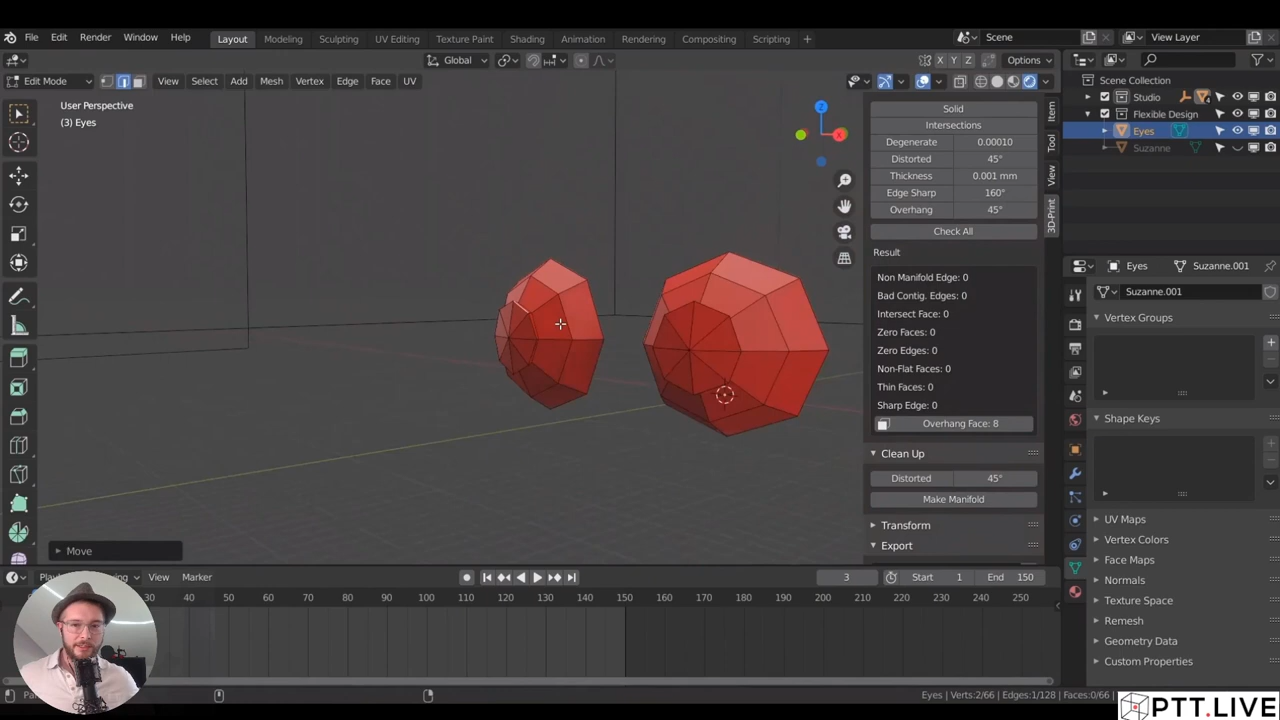 File Edit Render Window Help Layout Modeling Sculpting UV Editing Texture Paint Shading Animation Rendering Compositing Scripting + Scene View Layer
Global X Y Z Options
Edit Mode View Select Add Mesh Vertex Edge Face UV
User Perspective
(3) Eyes
Solid
Intersections
Degenerate 0.00010
Distorted 45°
Thickness 0.001 mm
Edge Sharp 160°
Overhang 45°
Check All
Result
Non Manifold Edge: 0
Bad Contig. Edges: 0
Intersect Face: 0
Zero Faces: 0
Zero Edges: 0
Non-Flat Faces: 0
Thin Faces: 0
Sharp Edge: 0
Overhang Face: 8
Clean Up
Distorted 45°
Make Manifold
Transform
Export
Item
Tool
View
3D-Print
Scene Collection
Studio 4
Flexible Design
Eyes
Suzanne
Eyes Suzanne.001
Suzanne.001
Vertex Groups
Shape Keys
UV Maps
Vertex Colors
Face Maps
Normals
Texture Space
Remesh
Geometry Data
Custom Properties
Move
View Marker 3 Start 1 End 150
30 40 50 60 70 80 90 100 110 120 130 140 150 160 170 180 190 200 210 220 230 240 250
Eyes | Verts:2/66 | Edges:1/128 | Faces:0/66
PTT.LIVE